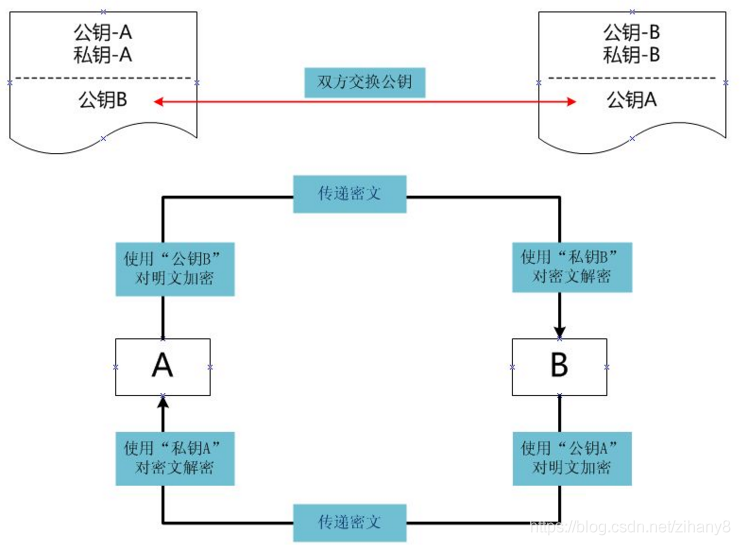 公钥-A
私钥-A
公钥B
双方交换公钥
公钥-B
私钥-B
公钥A
传递密文
使用“公钥B”
对明文加密
使用“私钥B”
对密文解密
A
B
使用“私钥A”
对密文解密
使用“公钥A”
对明文加密
传递密文
https://blog.csdn.net/zihany8